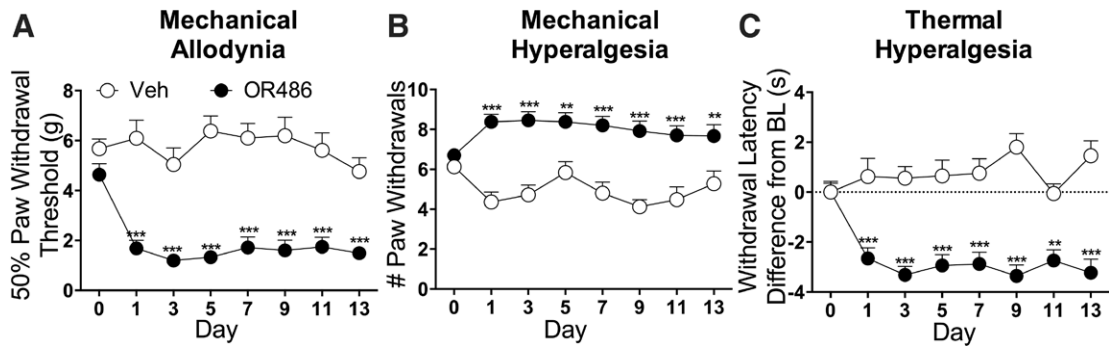 A
Mechanical
Allodynia
Veh
OR486
50% Paw Withdrawal
Threshold (g)
8
6
4
2
0
*** *** *** *** *** *** ***
0 1 3 5 7 9 11 13
Day
B
Mechanical
Hyperalgesia
# Paw Withdrawals
10
8
6
4
2
0
*** *** ** *** *** *** **
0 1 3 5 7 9 11 13
Day
C
Thermal
Hyperalgesia
Withdrawal Latency
Difference from BL (s)
4
2
0
-2
-4
*** *** *** *** *** ** ***
0 1 3 5 7 9 11 13
Day